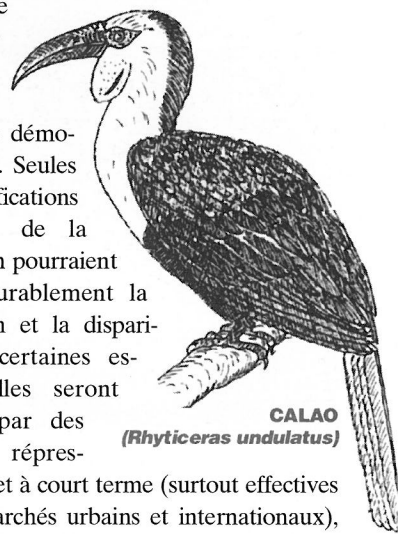 e
démo-
. Seules
fications
de la
n pourraient
urablement la
n et la dispari-
certaines es-
lles seront
par des
répres-
et à court terme (surtout effectives
archés urbains et internationaux),
CALAO
(Rhyticeras undulatus)